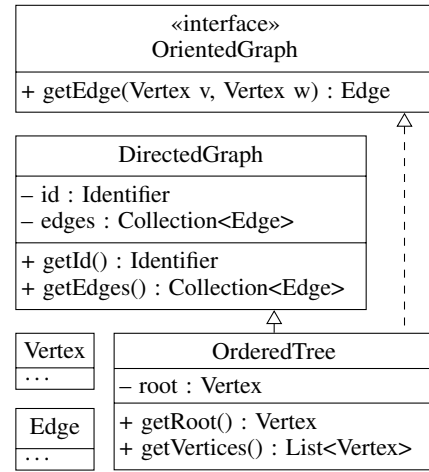 «interface»
OrientedGraph
+ getEdge(Vertex v, Vertex w) : Edge
DirectedGraph
– id : Identifier
– edges : Collection<Edge>
+ getId() : Identifier
+ getEdges() : Collection<Edge>
Vertex
...
Edge
...
OrderedTree
– root : Vertex
+ getRoot() : Vertex
+ getVertices() : List<Vertex>